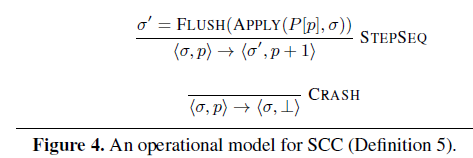 σ′ = FLUSH(APPLY(P[p], σ))
⟨σ, p⟩ → ⟨σ′, p + 1⟩
STEPSEQ
⟨σ, p⟩ → ⟨σ, ⊥⟩
CRASH
Figure 4. An operational model for SCC (Definition 5).